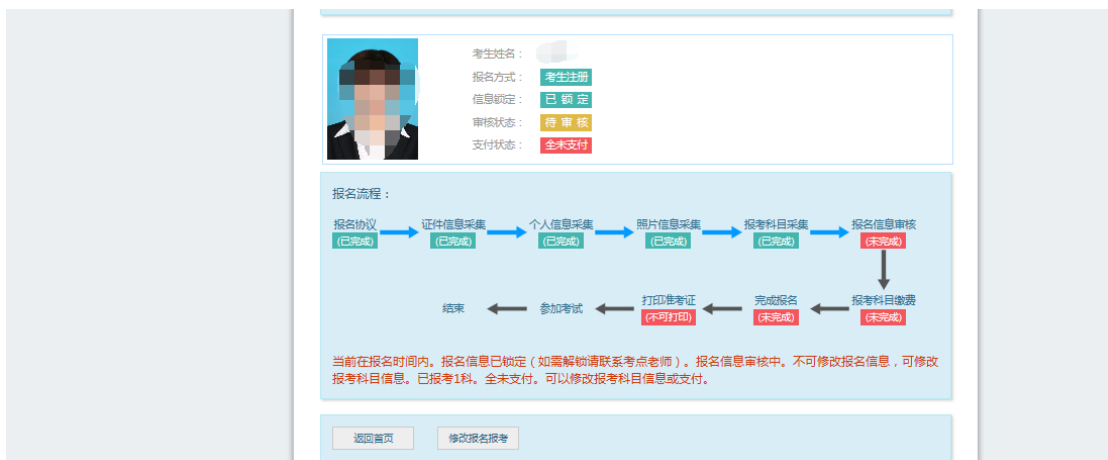 考生姓名：
报名方式： 考生注册
信息锁定： 已 锁 定
审核状态： 待 审 核
支付状态： 全未支付
报名流程：
报名协议 证件信息采集 个人信息采集 照片信息采集 报考科目采集 报名信息审核
(已完成) (已完成) (已完成) (已完成) (已完成) (未完成)
结束 参加考试 打印准考证 完成报名 报考科目缴费
(不可打印) (未完成) (未完成)
当前在报名时间内。报名信息已锁定（如需解锁请联系考点老师）。报名信息审核中。不可修改报名信息，可修改
报考科目信息。已报考1科。全未支付。可以修改报考科目信息或支付。
返回首页 修改报名报考